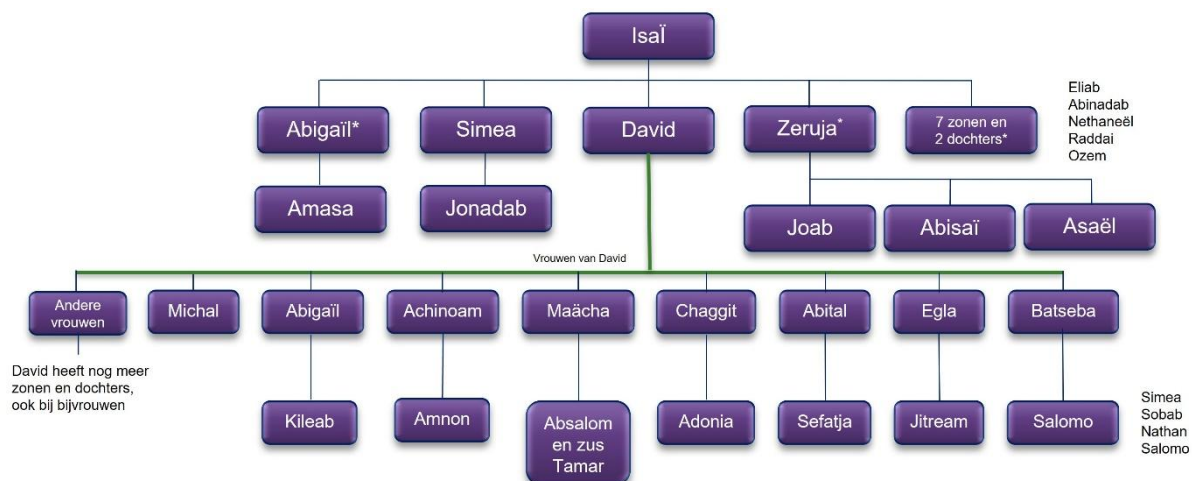 IsaÏ
Abigaïl*
Simea
David
Zeruja*
7 zonen en
2 dochters*
Eliab
Abinadab
Nethaneël
Raddai
Ozem
Amasa
Jonadab
Joab
Abisaï
Asaël
Vrouwen van David
Andere
vrouwen
Michal
Abigaïl
Achinoam
Maächa
Chaggit
Abital
Egla
Batseba
David heeft nog meer
zonen en dochters,
ook bij bijvrouwen
Kileab
Amnon
Absalom
en zus
Tamar
Adonia
Sefatja
Jitream
Salomo
Simea
Sobab
Nathan
Salomo